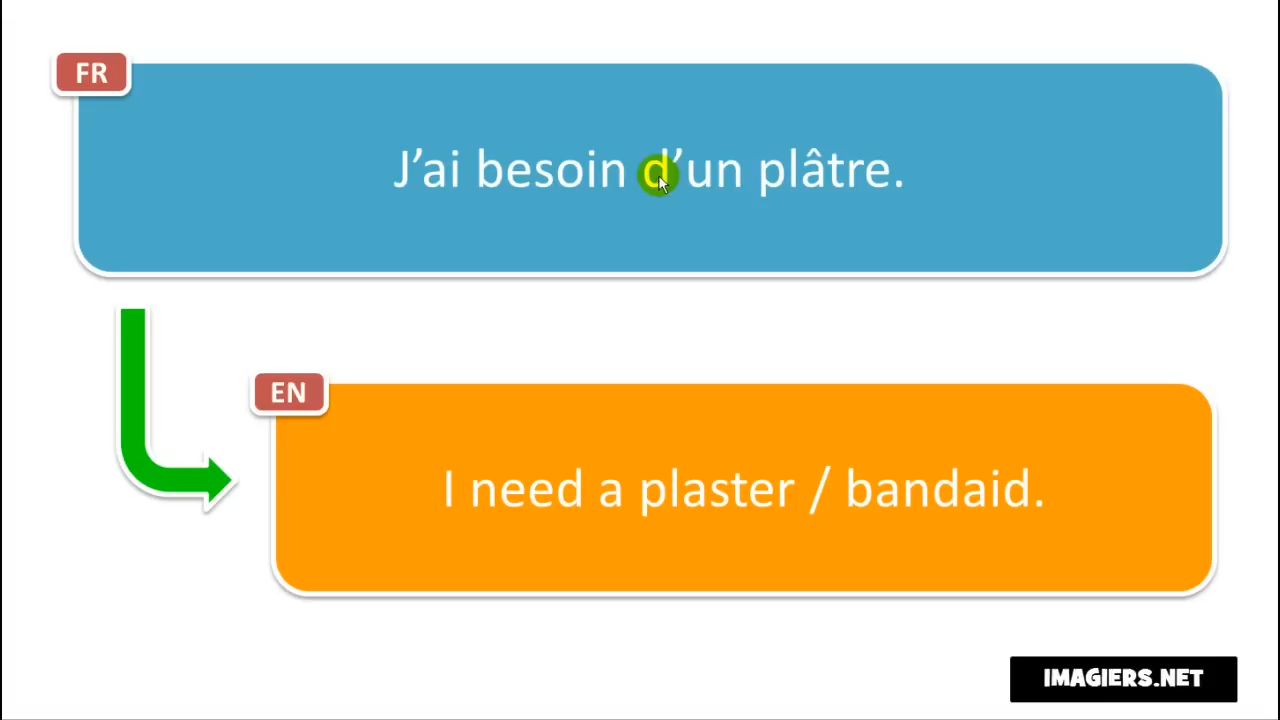 FR
J’ai besoin d’un plâtre.
EN
I need a plaster / bandaid.
IMAGIERS.NET